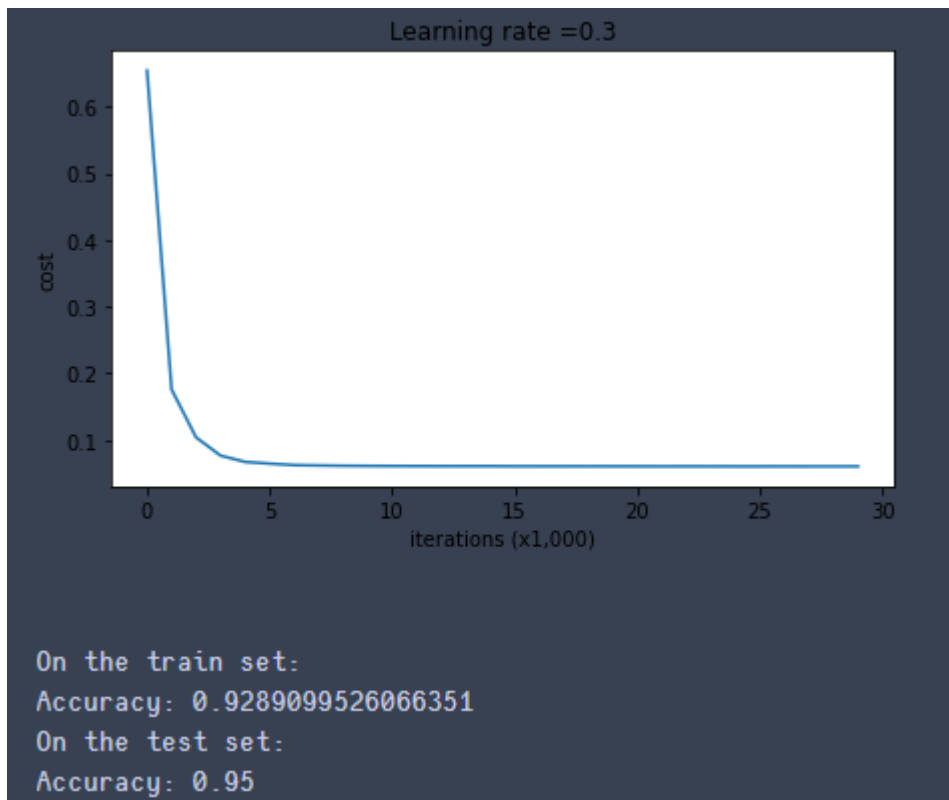 Learning rate =0.3
0.6
0.5
0.4
0.3
0.2
0.1
cost
0 5 10 15 20 25 30
iterations (x1,000)
On the train set:
Accuracy: 0.9289099526066351
On the test set:
Accuracy: 0.95